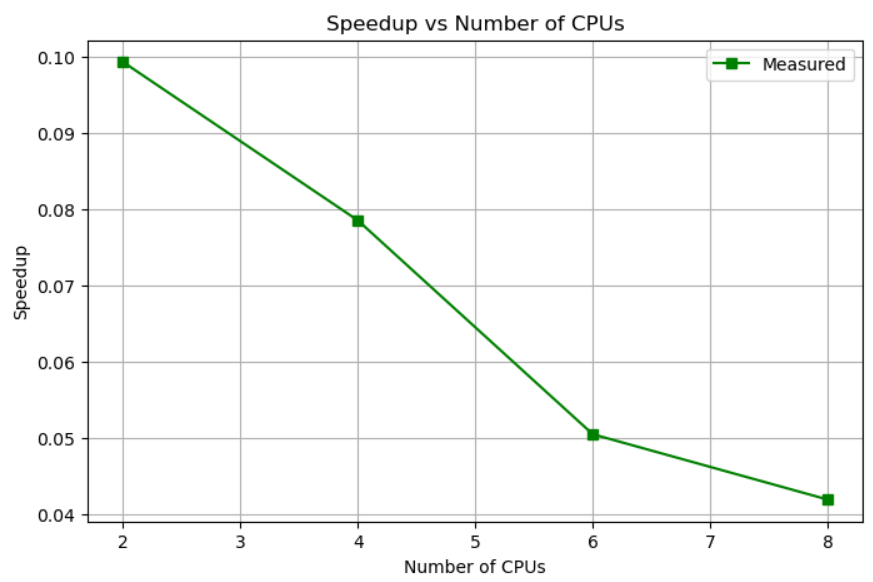 Speedup vs Number of CPUs
Measured
0.10
0.09
0.08
0.07
0.06
0.05
0.04
Speedup
2 3 4 5 6 7 8
Number of CPUs